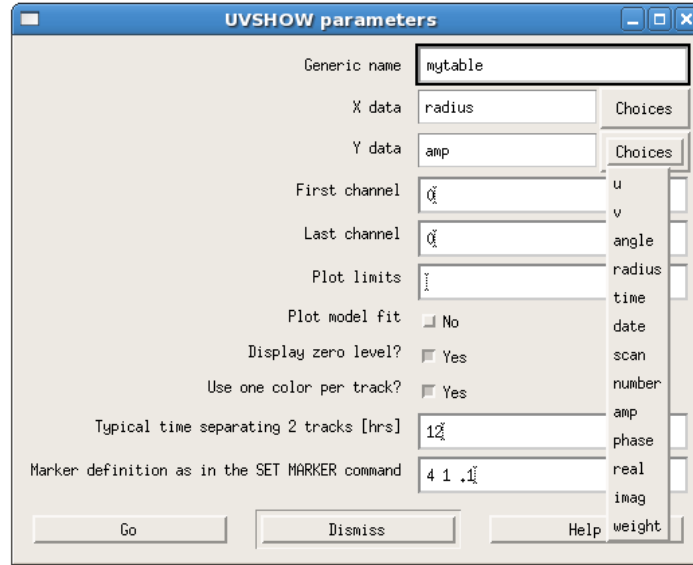 UVSHOW parameters
Generic name mytable
X data radius Choices
Y data amp Choices
u
First channel 0
v
Last channel 0
angle
radius
Plot limits
time
Plot model fit No
date
Display zero level? Yes
scan
Use one color per track? Yes
number
amp
Typical time separating 2 tracks [hrs] 12
phase
Marker definition as in the SET MARKER command 4 1 .1
real
imag
Go Dismiss Help weight